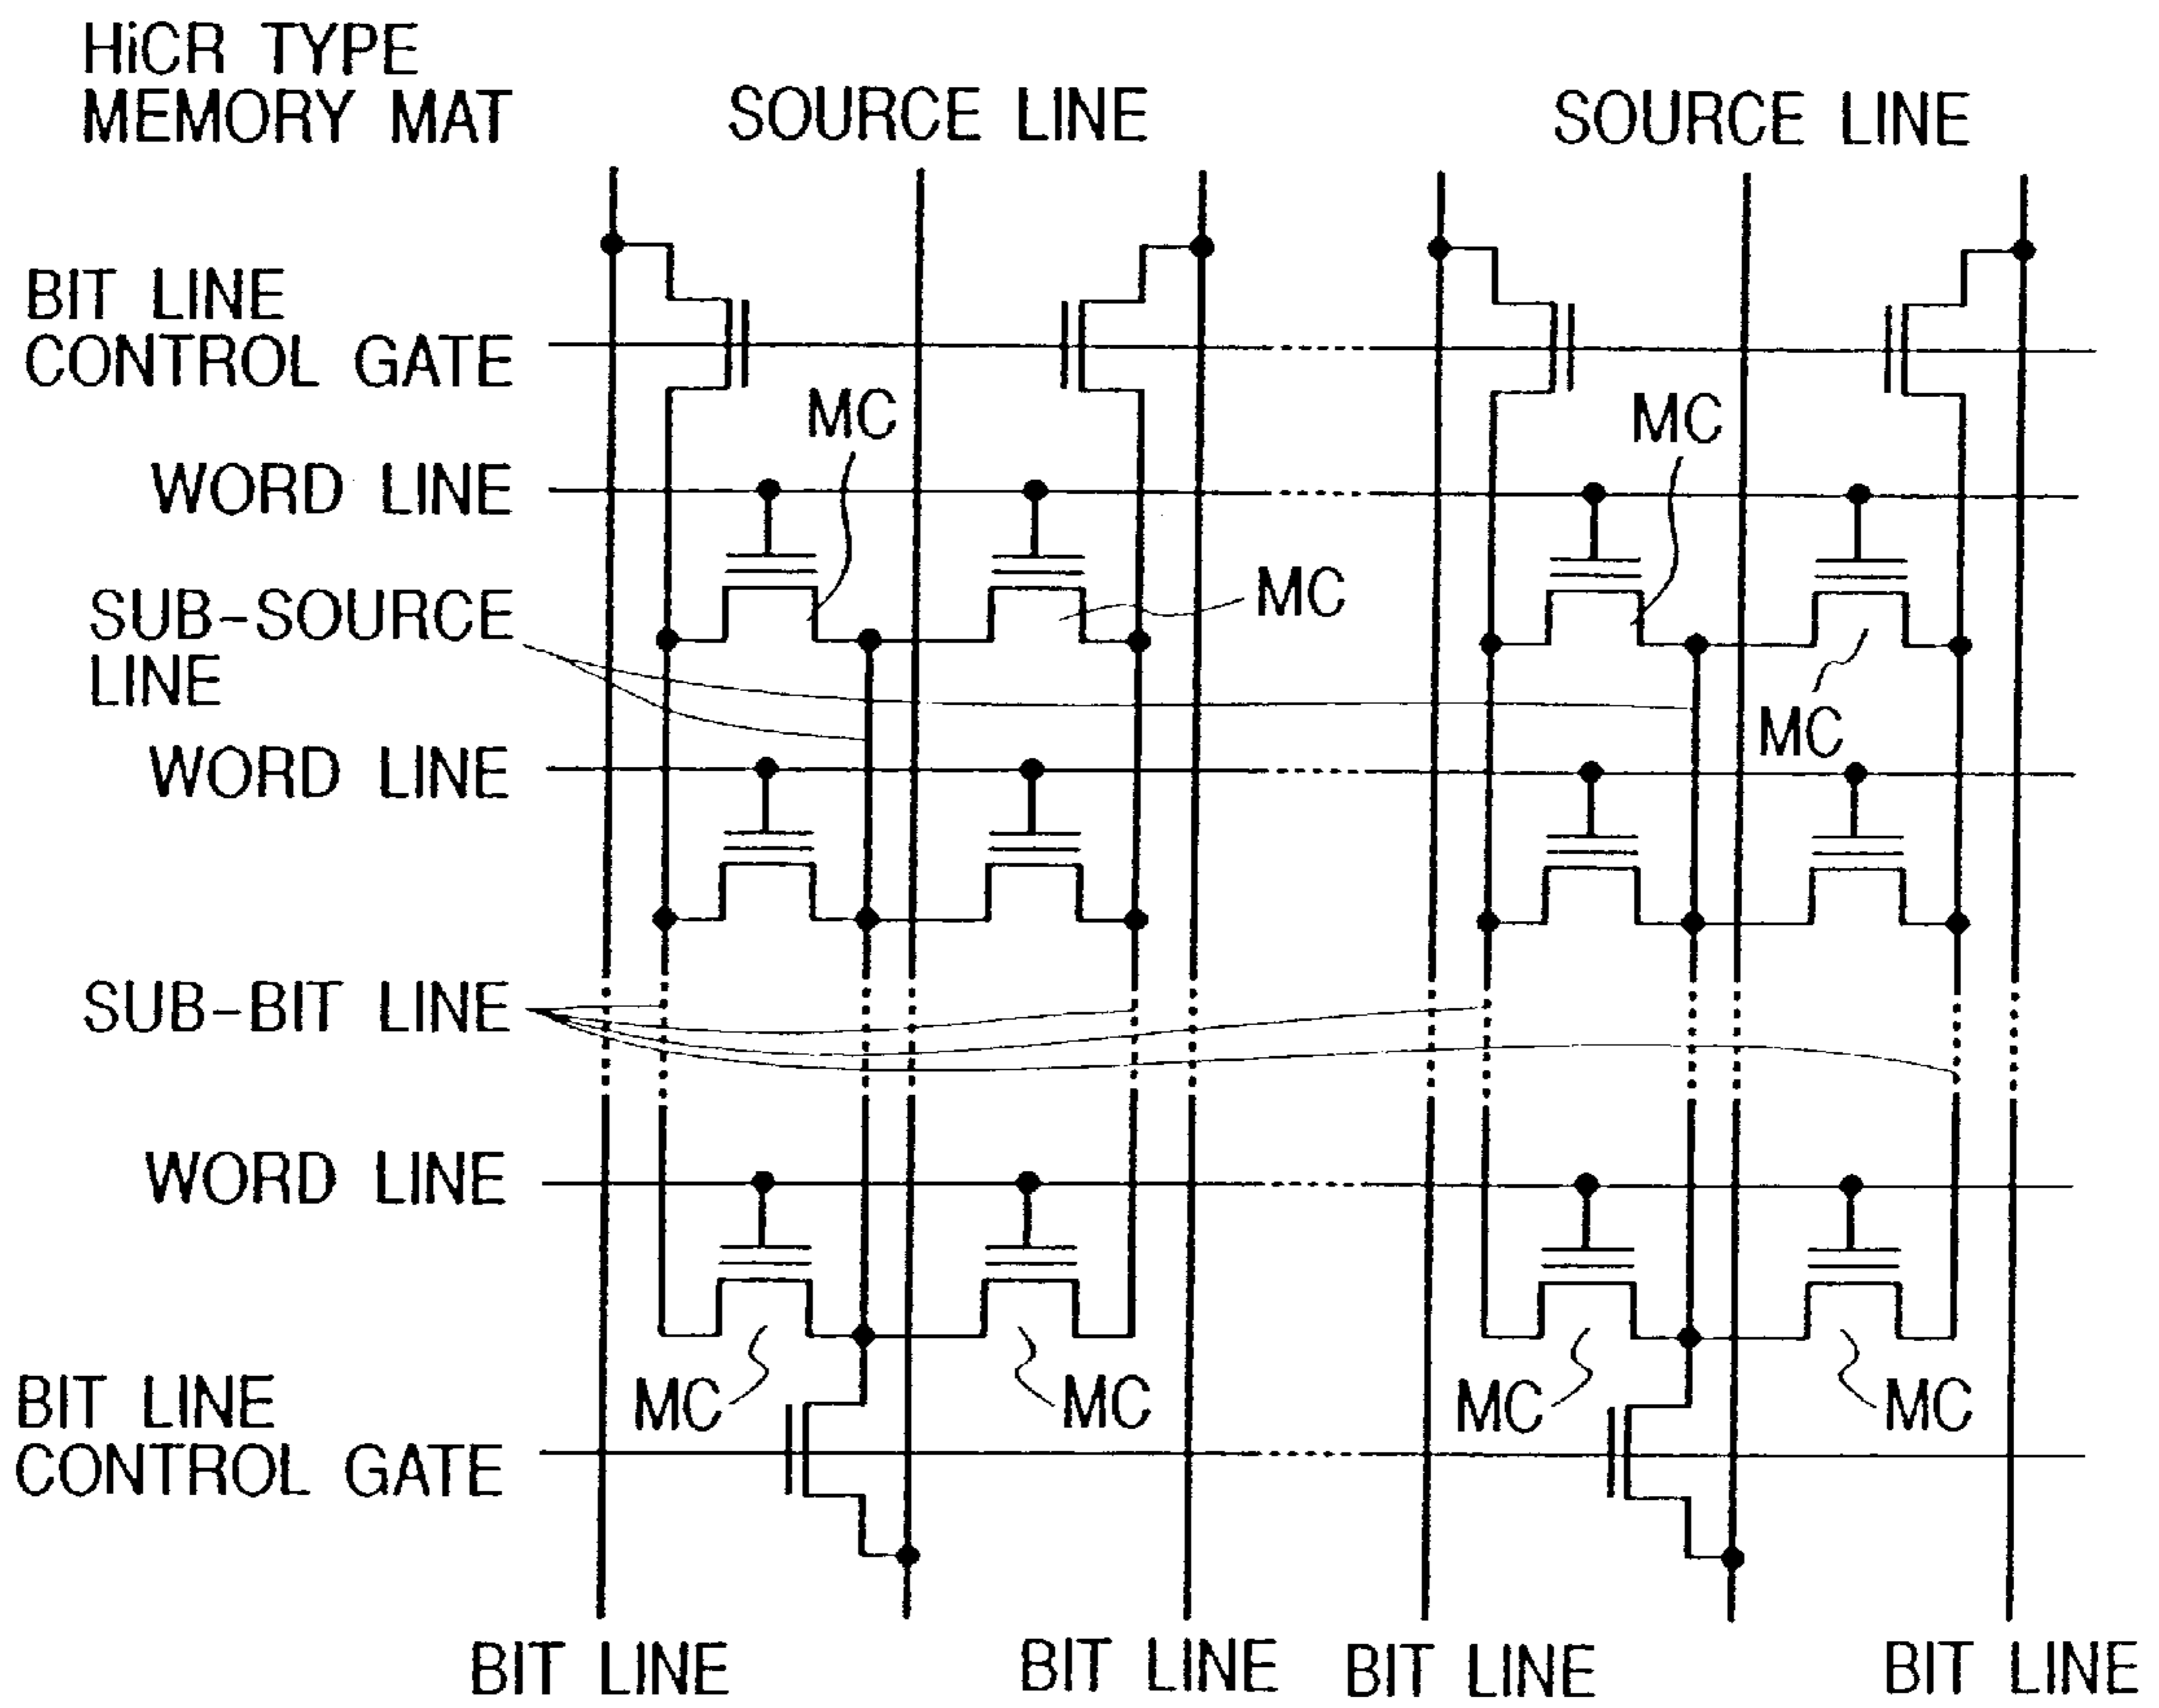 HiCR TYPE
MEMORY MAT
SOURCE LINE
SOURCE LINE
BIT LINE
CONTROL GATE
MC
MC
WORD LINE
SUB-SOURCE
LINE
MC
MC
WORD LINE
SUB-BIT LINE
WORD LINE
MC
MC
MC
MC
BIT LINE
CONTROL GATE
BIT LINE
BIT LINE
BIT LINE
BIT LINE